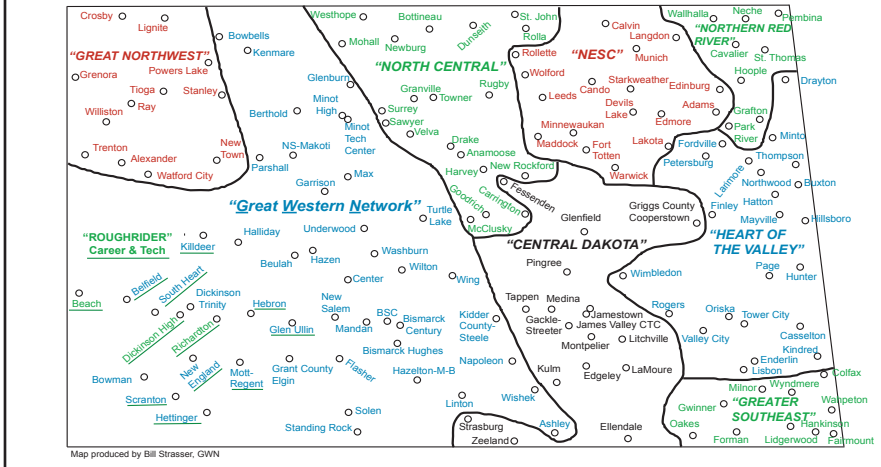 Crosby
Lignite
"GREAT NORTHWEST"
Powers Lake
Grenora
Tioga
Stanley
Ray
Williston
Trenton
Alexander
New
Town
Watford City
Bowbells
Kenmare
Glenburn
Minot
High
Berthold
Minot
Tech
Center
NS-Makoti
Parshall
Max
Garrison
"Great Western Network"
Turtle
Lake
Underwood
Halliday
Washburn
Beulah
Hazen
Wilton
Center
Wing
"ROUGHRIDER"
Career & Tech
Killdeer
Belfield
South Heart
Beach
Dickinson
Trinity
Dickinson High
Richardton
Hebron
Glen Ullin
New
Salem
Mandan
BSC
Bismarck
Century
Bismarck Hughes
Kidder
County-
Steele
New
England
Mott-
Regent
Grant County
Elgin
Flasher
Hazelton-M-B
Napoleon
Bowman
Scranton
Hettinger
Solen
Standing Rock
Linton
Wishek
Strasburg
Zeeland
Ashley
Westhope
Bottineau
St. John
Mohall
Newburg
Dunseith
Rolla
"NORTH CENTRAL"
Granville
Towner
Rugby
Surrey
Sawyer
Velva
Drake
Anamoose
Harvey
New Rockford
Goodrich
Carrington
McClusky
Fessenden
Calvin
Langdon
Rollette
"NESC"
Munich
Wolford
Starkweather
Edinburg
Leeds
Cando
Devils
Lake
Adams
Edmore
Minnewaukan
Maddock
Fort
Totten
Lakota
Warwick
Wallhalla
Neche
Pembina
"NORTHERN RED
RIVER"
Cavalier
St. Thomas
Hoople
Drayton
Grafton
Park
River
Minto
Fordville
Petersburg
Larimore
Thompson
Northwood
Buxton
Hatton
Finley
Mayville
Hillsboro
"HEART OF
THE VALLEY"
Page
Hunter
Wimbledon
Rogers
Oriska
Tower City
Casselton
Valley City
Kindred
Enderlin
Lisbon
Griggs County
Cooperstown
Glenfield
"CENTRAL DAKOTA"
Pingree
Tappen
Medina
Jamestown
Gackle-
Streeter
James Valley CTC
Montpelier
Litchville
Kulm
Edgeley
LaMoure
Ellendale
Colfax
Milnor
Wyndmere
Gwinner
"GREATER
SOUTHEAST"
Wahpeton
Oakes
Hankinson
Forman
Lidgerwood
Fairmount
Map produced by Bill Strasser, GWN